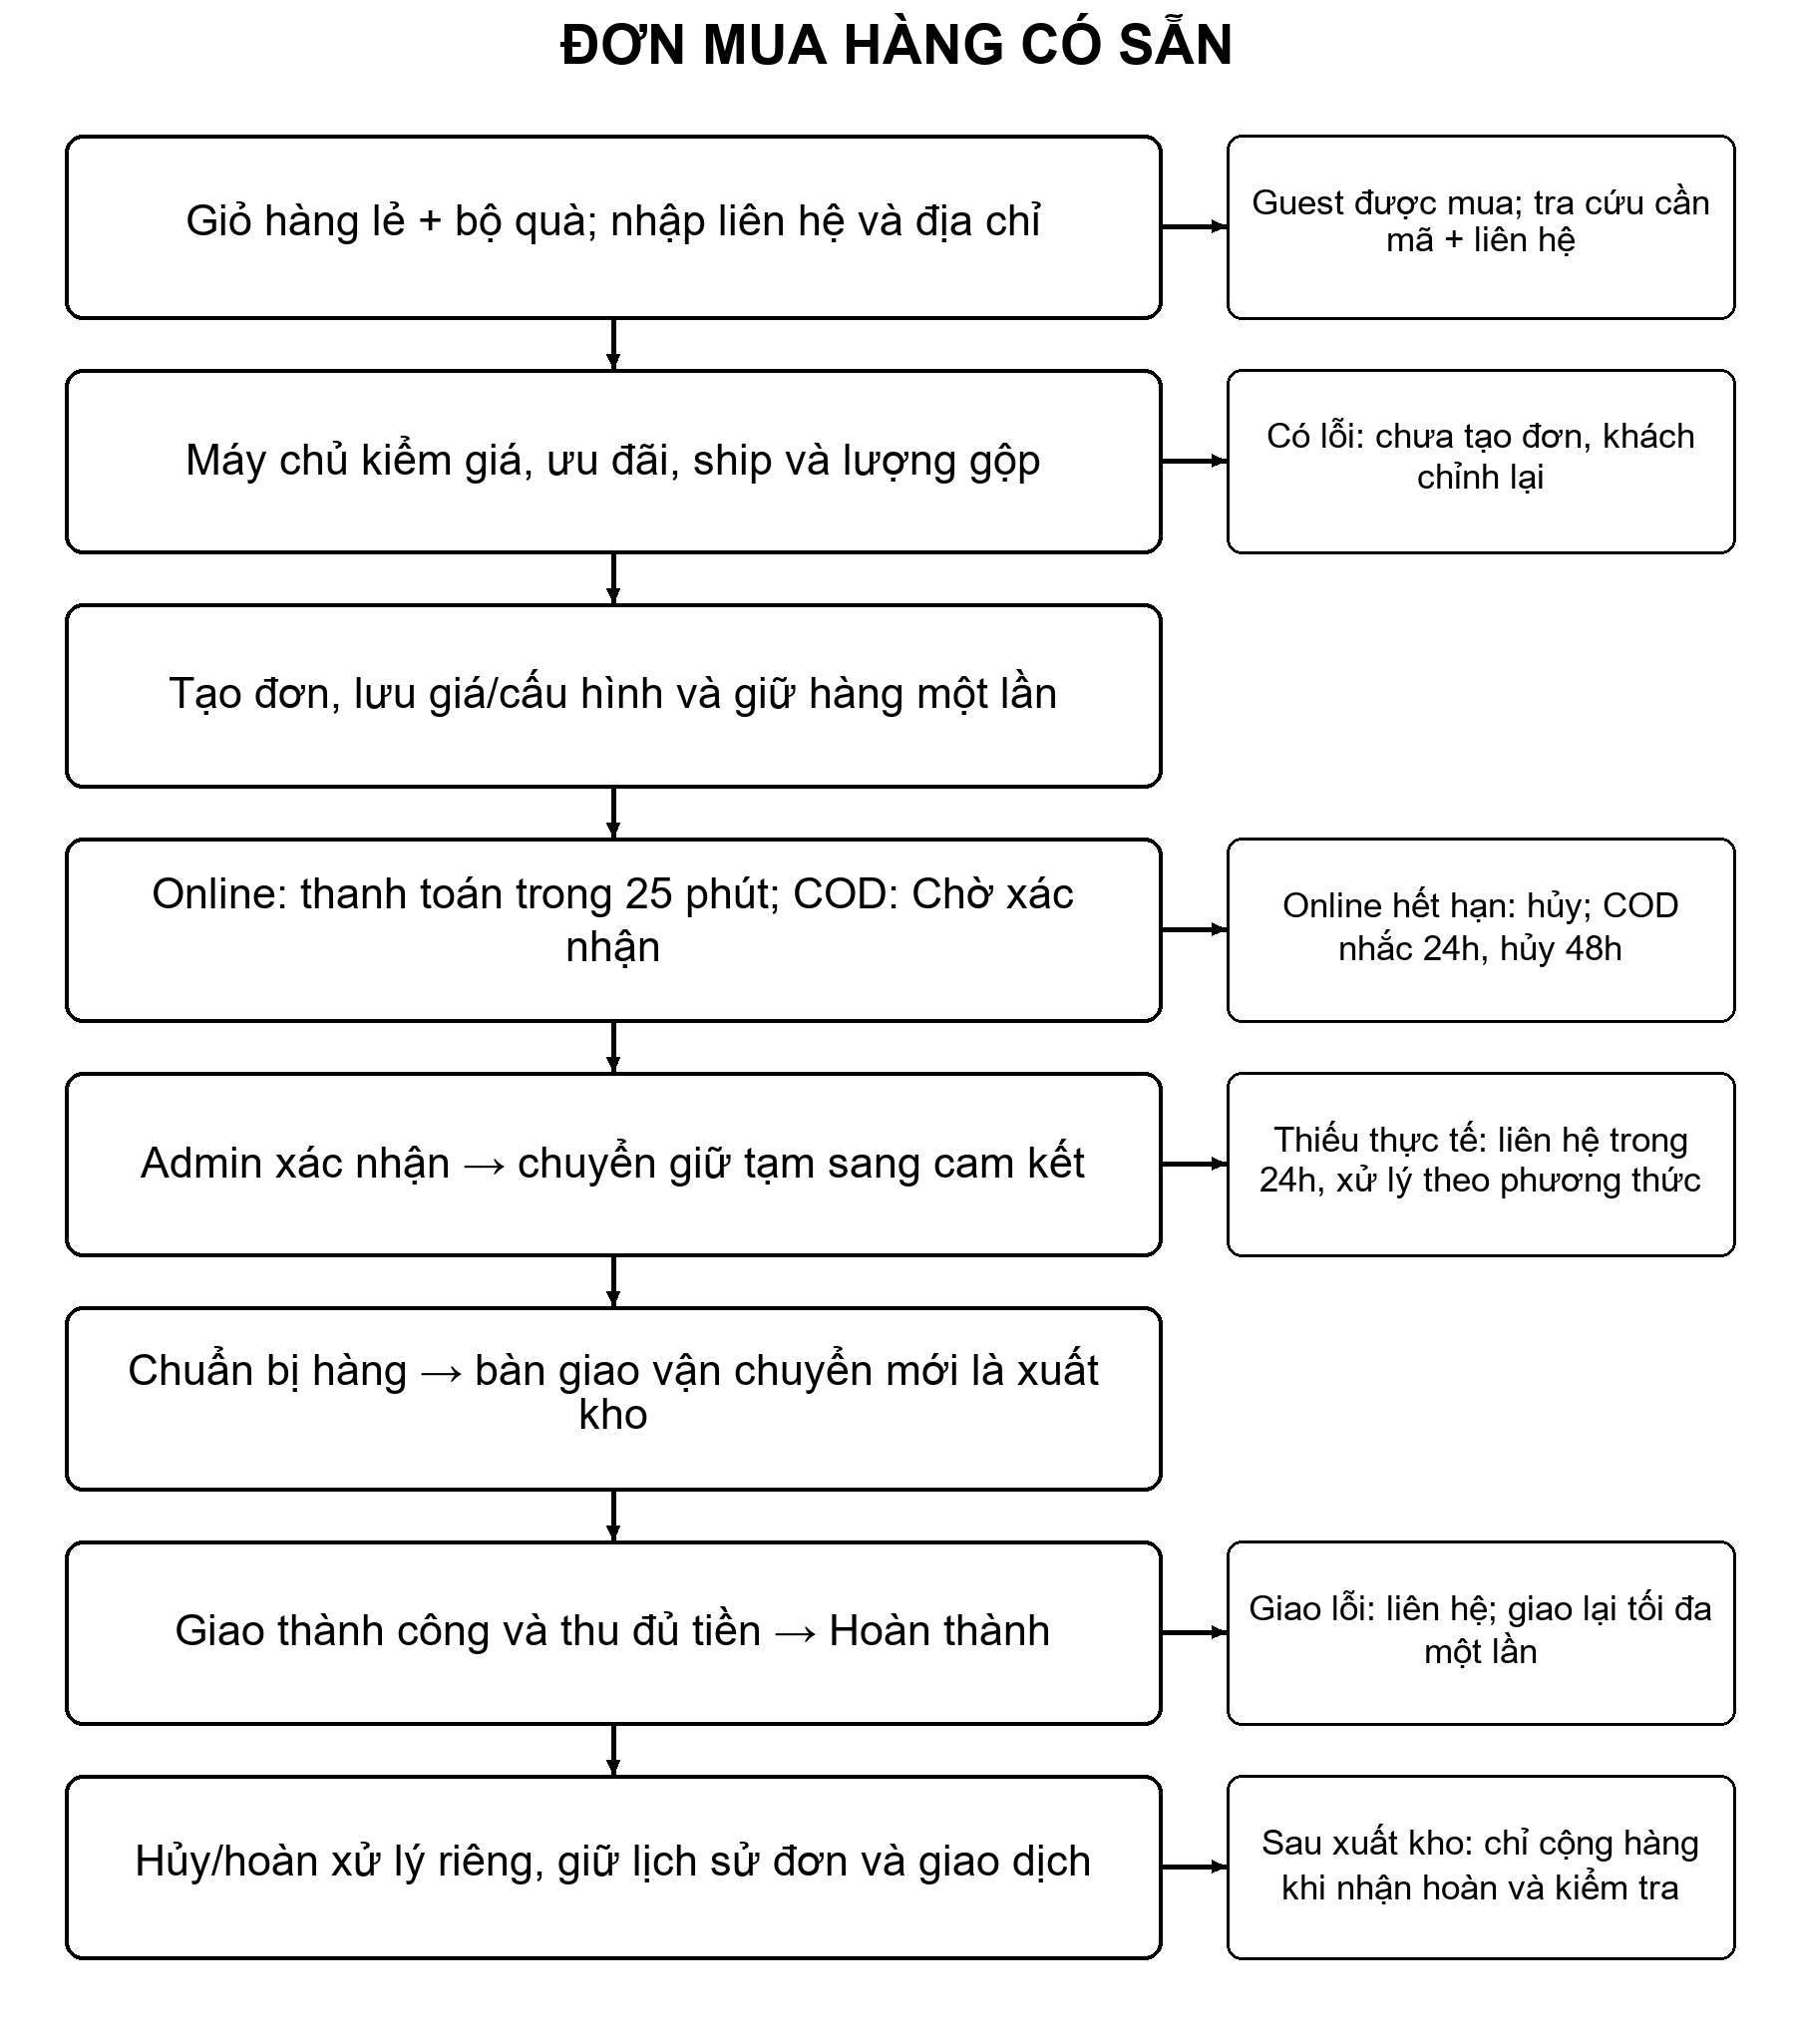 ĐƠN MUA HÀNG CÓ SẴN
Giỏ hàng lẻ + bộ quà; nhập liên hệ và địa chỉ
Guest được mua; tra cứu cần
mã + liên hệ
Máy chủ kiểm giá, ưu đãi, ship và lượng gộp
Có lỗi: chưa tạo đơn, khách
chỉnh lại
Tạo đơn, lưu giá/cấu hình và giữ hàng một lần
Online: thanh toán trong 25 phút; COD: Chờ xác
nhận
Online hết hạn: hủy; COD
nhắc 24h, hủy 48h
Admin xác nhận → chuyển giữ tạm sang cam kết
Thiếu thực tế: liên hệ trong
24h, xử lý theo phương thức
Chuẩn bị hàng → bàn giao vận chuyển mới là xuất
kho
Giao thành công và thu đủ tiền → Hoàn thành
Giao lỗi: liên hệ; giao lại tối đa
một lần
Hủy/hoàn xử lý riêng, giữ lịch sử đơn và giao dịch
Sau xuất kho: chỉ cộng hàng
khi nhận hoàn và kiểm tra